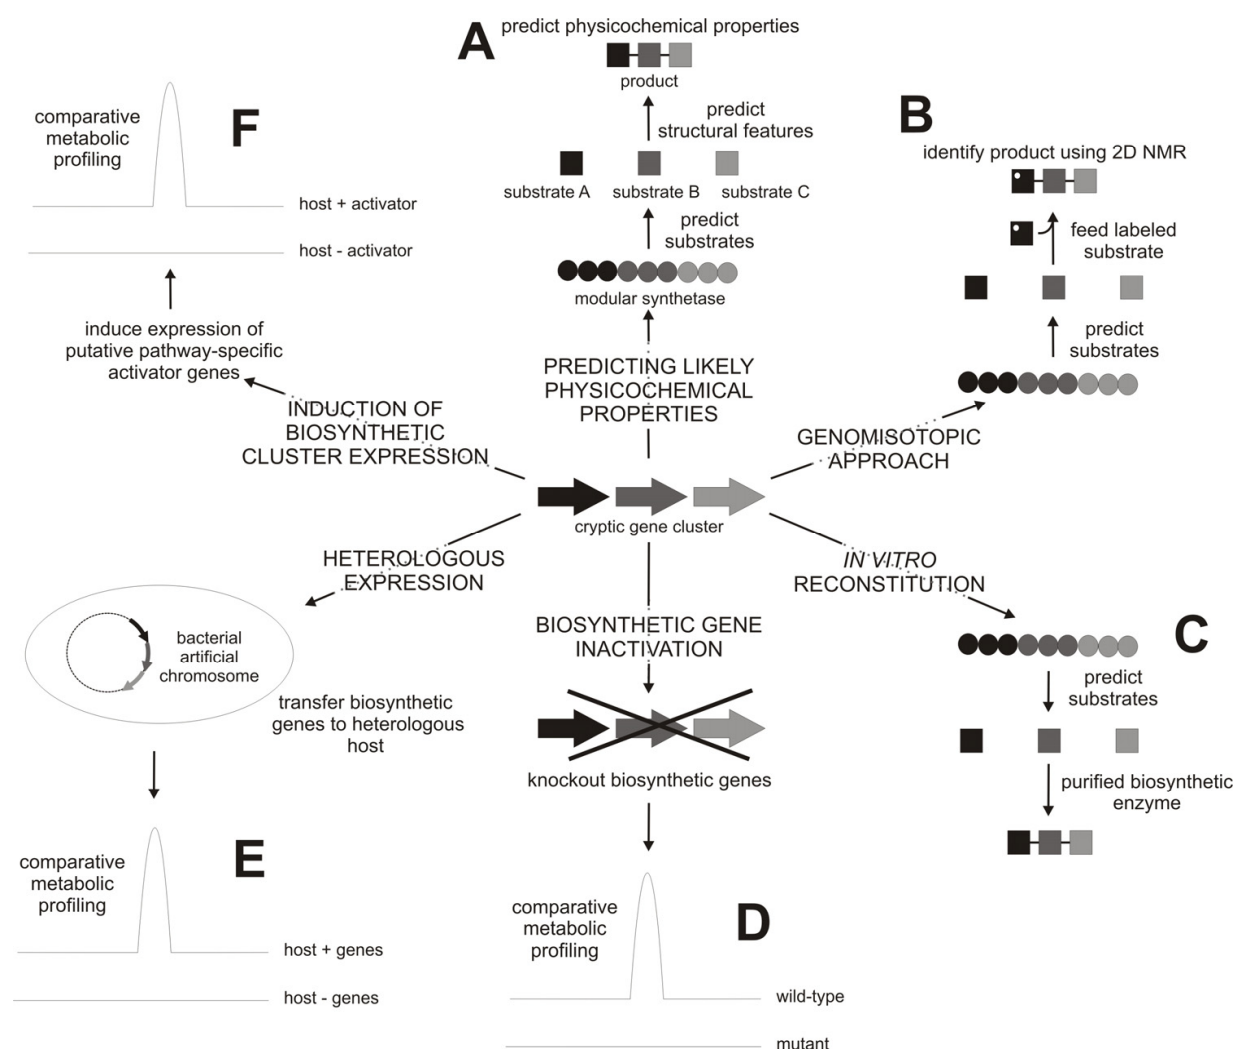 A
predict physicochemical properties
product
predict
structural features
substrate A
substrate B
substrate C
predict
substrates
modular synthetase
PREDICTING LIKELY
PHYSICOCHEMICAL
PROPERTIES
B
identify product using 2D NMR
feed labeled
substrate
predict
substrates
GENOMISOTOPIC
APPROACH
F
comparative
metabolic
profiling
host + activator
host - activator
induce expression of
putative pathway-specific
activator genes
INDUCTION OF
BIOSYNTHETIC
CLUSTER EXPRESSION
cryptic gene cluster
HETEROLOGOUS
EXPRESSION
bacterial
artificial
chromosome
transfer biosynthetic
genes to heterologous
host
E
comparative
metabolic
profiling
host + genes
host - genes
BIOSYNTHETIC GENE
INACTIVATION
knockout biosynthetic genes
D
comparative
metabolic
profiling
wild-type
mutant
IN VITRO
RECONSTITUTION
C
predict
substrates
purified biosynthetic
enzyme